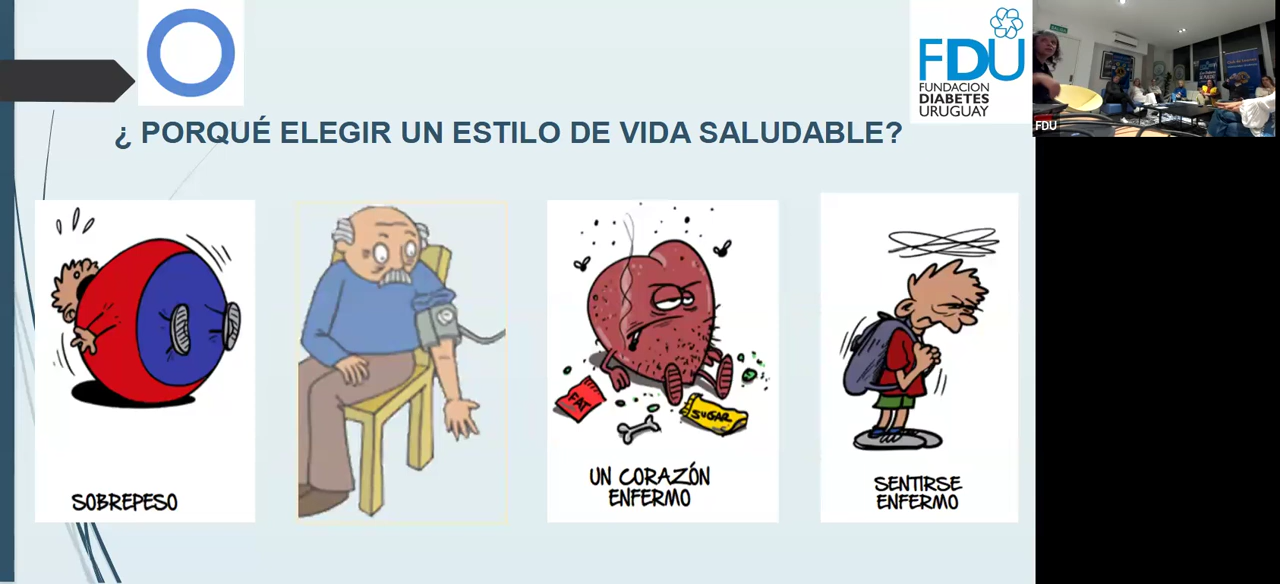 FDU
FUNDACION
DIABETES
URUGUAY
¿ PORQUÉ ELEGIR UN ESTILO DE VIDA SALUDABLE?
SOBREPESO
FAT
SUGAR
UN CORAZÓN
ENFERMO
SENTIRSE
ENFERMO
FDU